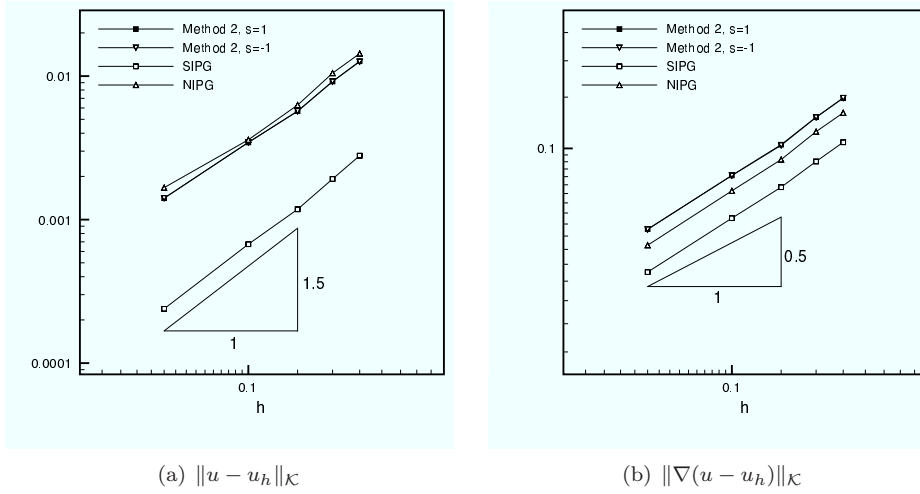 Method 2, s=1
Method 2, s=-1
SIPG
NIPG
0.01
0.001
0.0001
1.5
1
0.1
h
(a) ‖u − u_h‖_𝒦
Method 2, s=1
Method 2, s=-1
SIPG
NIPG
0.1
0.5
1
0.1
h
(b) ‖∇(u − u_h)‖_𝒦